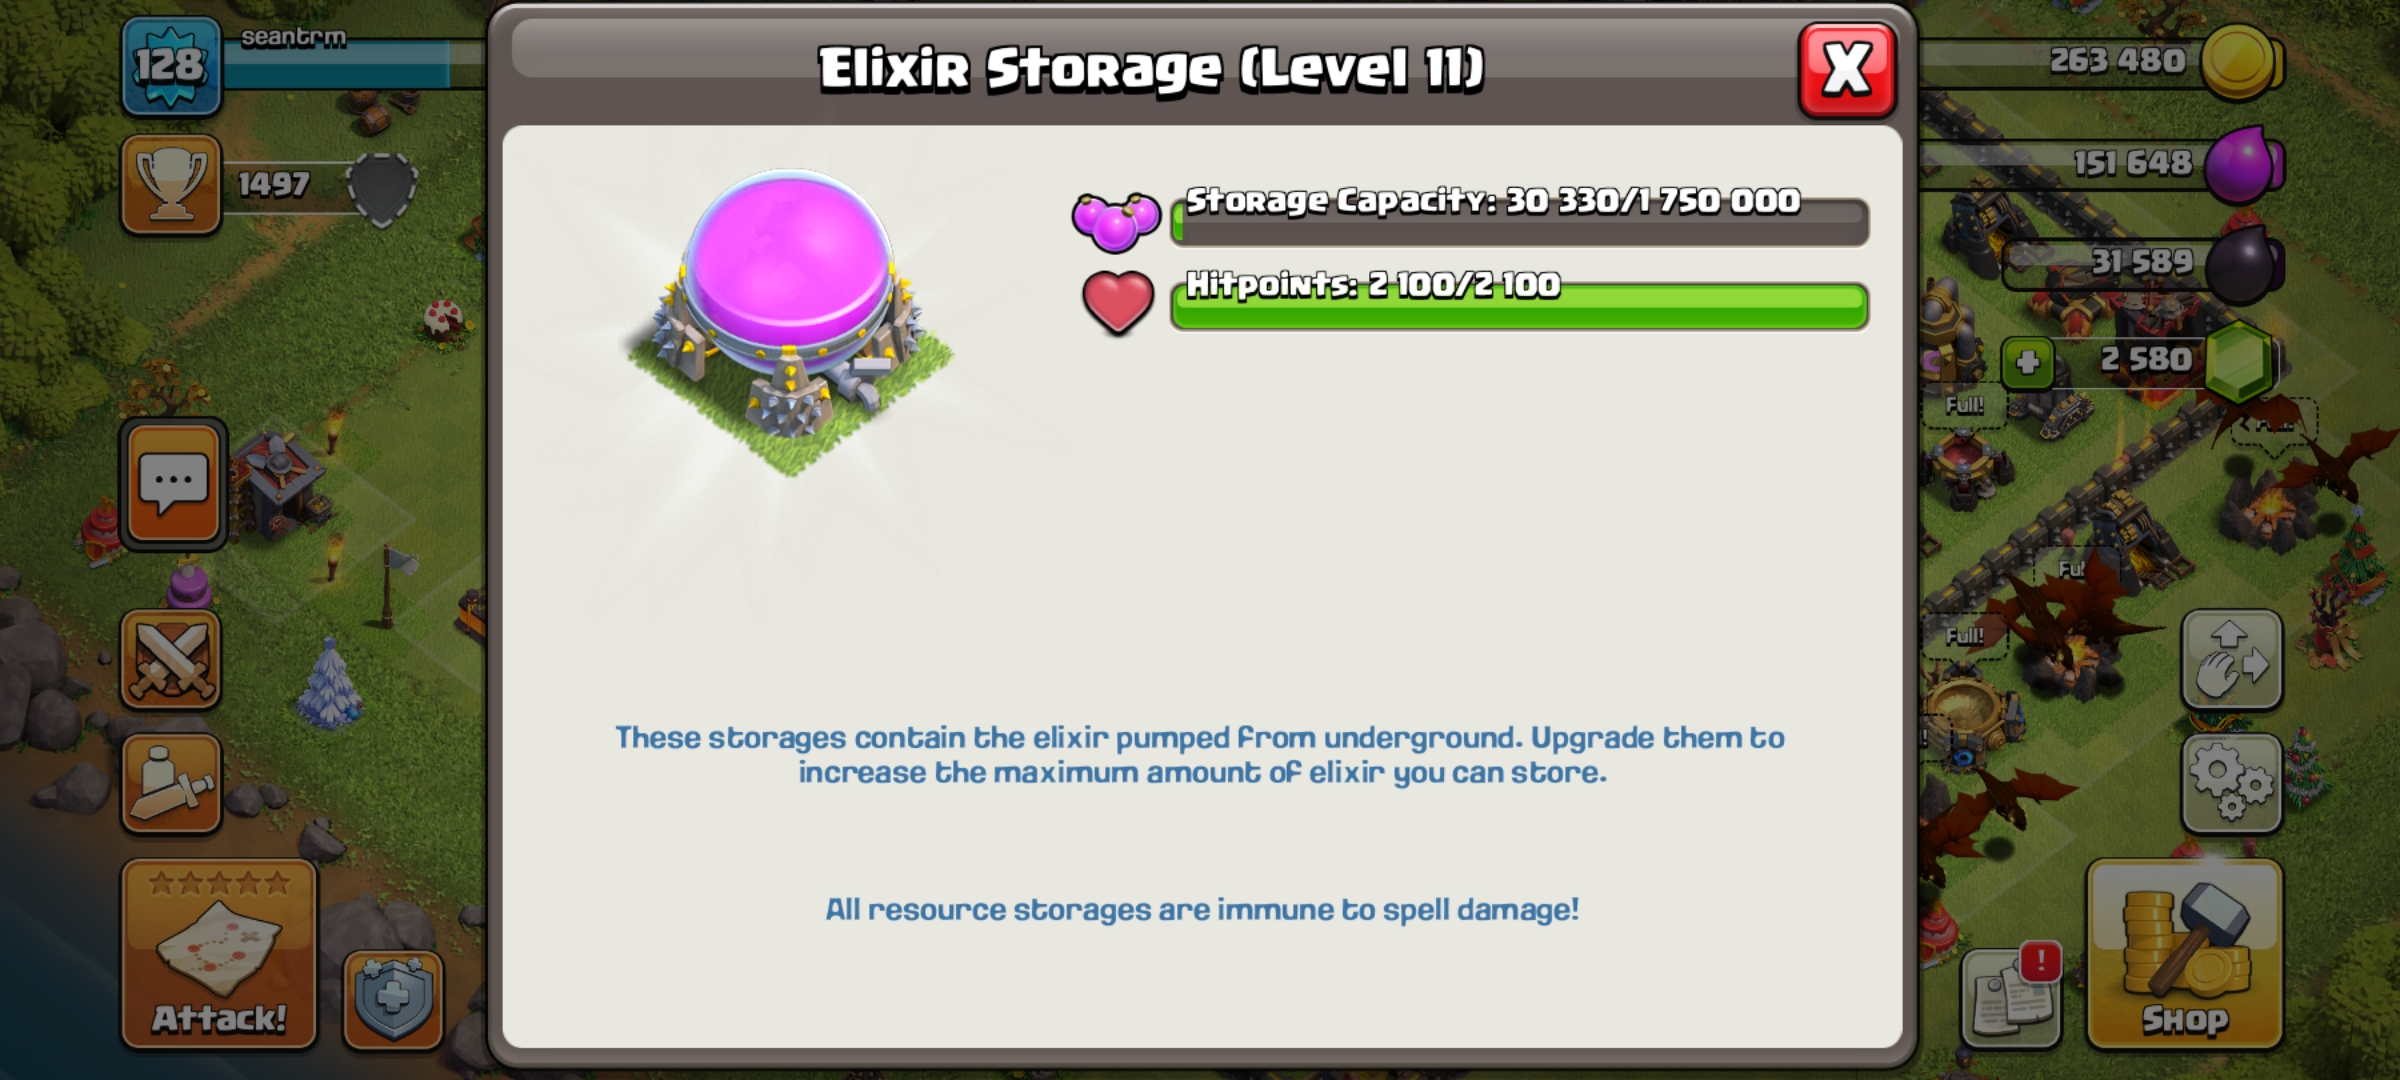 128
seantrm
Elixir Storage (Level 11)
X
263 480
1497
151 648
Storage Capacity: 30 330/1 750 000
31 589
Hitpoints: 2 100/2 100
2 580
Full!
Full!
These storages contain the elixir pumped from underground. Upgrade them to
increase the maximum amount of elixir you can store.
All resource storages are immune to spell damage!
!
Attack!
Shop